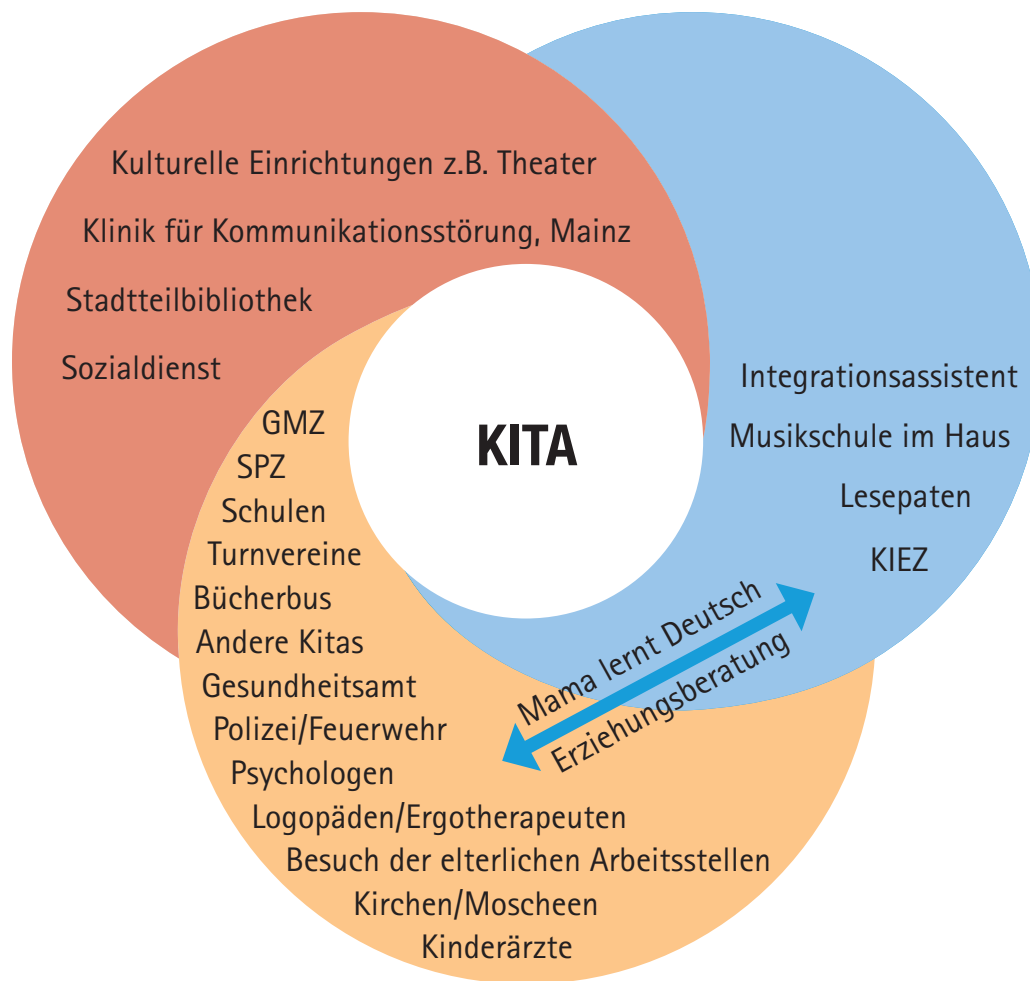 Kulturelle Einrichtungen z.B. Theater
Klinik für Kommunikationsstörung, Mainz
Stadtteilbibliothek
Sozialdienst
KITA
Integrationsassistent
Musikschule im Haus
Lesepaten
KIEZ
Mama lernt Deutsch
Erziehungsberatung
GMZ
SPZ
Schulen
Turnvereine
Bücherbus
Andere Kitas
Gesundheitsamt
Polizei/Feuerwehr
Psychologen
Logopäden/Ergotherapeuten
Besuch der elterlichen Arbeitsstellen
Kirchen/Moscheen
Kinderärzte